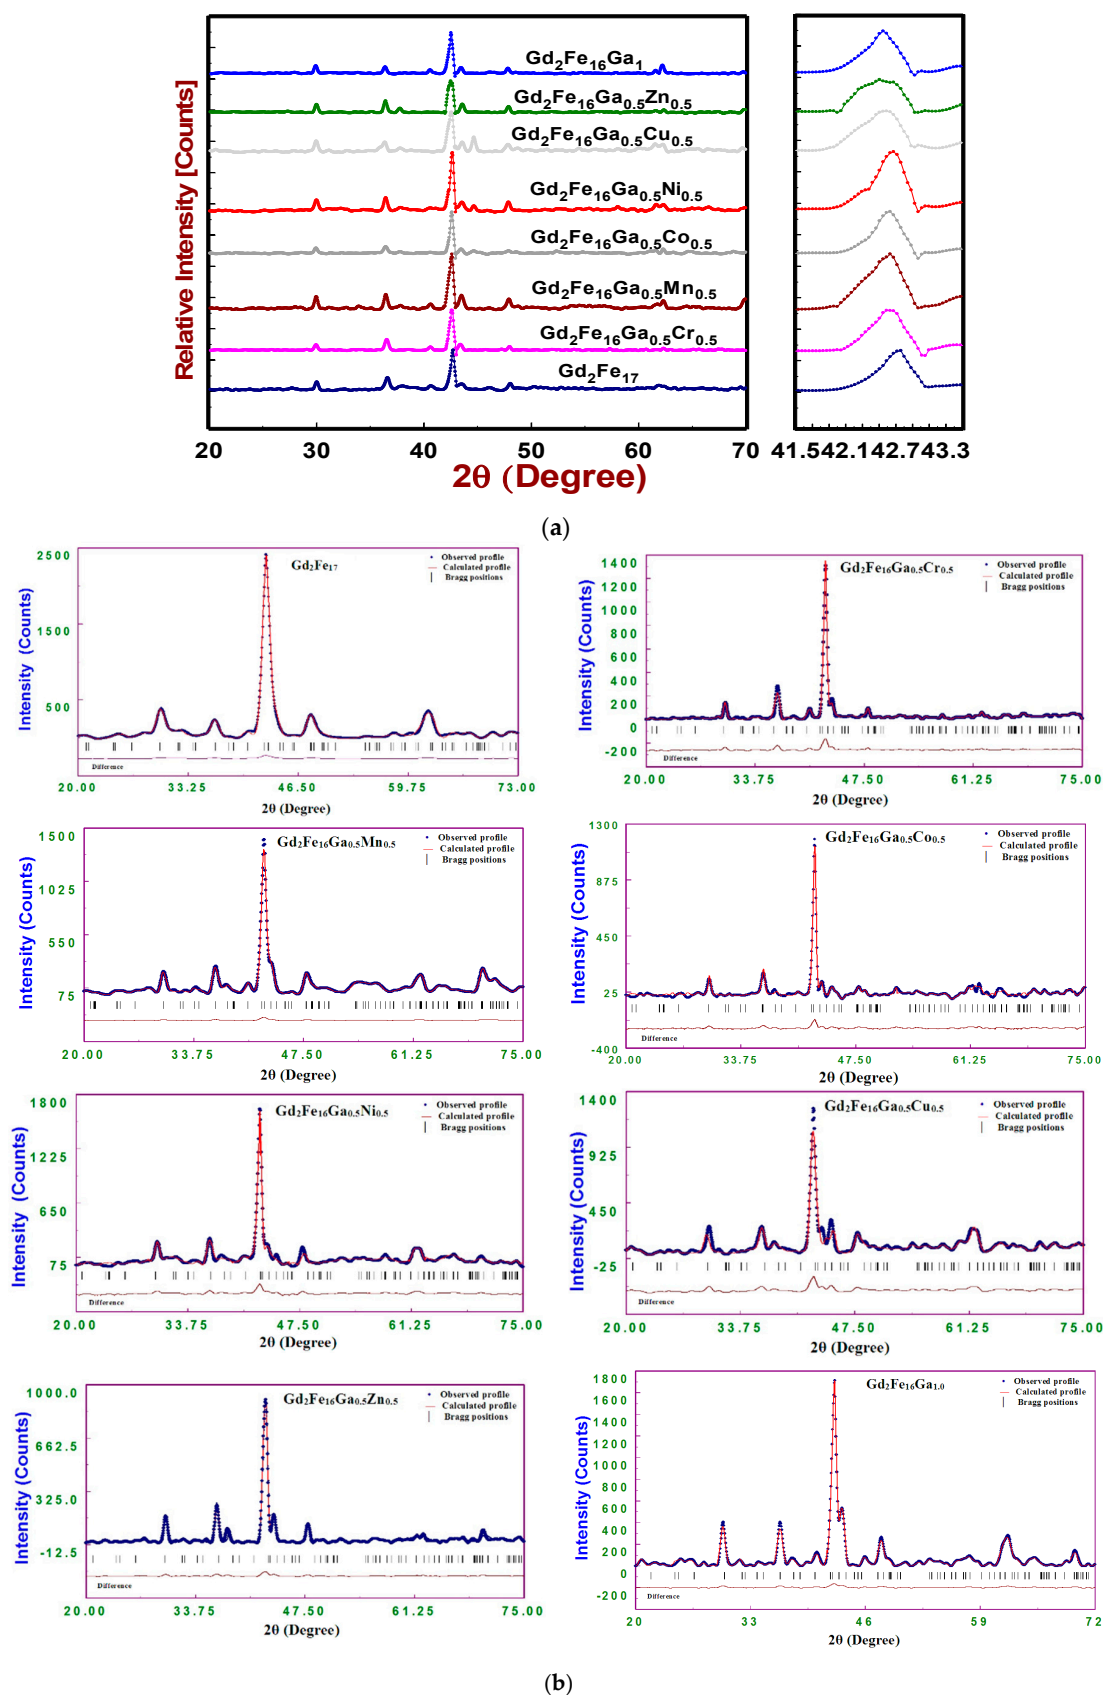 Relative Intensity [Counts]
Gd2Fe16Ga1
Gd2Fe16Ga0.5Zn0.5
Gd2Fe16Ga0.5Cu0.5
Gd2Fe16Ga0.5Ni0.5
Gd2Fe16Ga0.5Co0.5
Gd2Fe16Ga0.5Mn0.5
Gd2Fe16Ga0.5Cr0.5
Gd2Fe17
20 30 40 50 60 70
41.5 42.1 42.7 43.3
2θ (Degree)
(a)
Intensity (Counts)
2500
1500
500
Gd2Fe17
Observed profile
Calculated profile
Bragg positions
Difference
20.00 33.25 46.50 59.75 73.00
2θ (Degree)
Intensity (Counts)
1400
1200
1000
800
600
400
200
0
-200
Gd2Fe16Ga0.5Cr0.5
Observed profile
Calculated profile
Bragg positions
Difference
20.00 33.75 47.50 61.25 75.00
2θ (Degree)
Intensity (Counts)
1500
1025
550
75
Gd2Fe16Ga0.5Mn0.5
Observed profile
Calculated profile
Bragg positions
Difference
20.00 33.75 47.50 61.25 75.00
2θ (Degree)
Intensity (Counts)
1300
875
450
25
-400
Gd2Fe16Ga0.5Co0.5
Observed profile
Calculated profile
Bragg positions
Difference
20.00 33.75 47.50 61.25 75.00
2θ (Degree)
Intensity (Counts)
1800
1225
650
75
Gd2Fe16Ga0.5Ni0.5
Observed profile
Calculated profile
Bragg positions
Difference
20.00 33.75 47.50 61.25 75.00
2θ (Degree)
Intensity (Counts)
1400
925
450
-25
Gd2Fe16Ga0.5Cu0.5
Observed profile
Calculated profile
Bragg positions
Difference
20.00 33.75 47.50 61.25 75.00
2θ (Degree)
Intensity (Counts)
1000.0
662.5
325.0
-12.5
Gd2Fe16Ga0.5Zn0.5
Observed profile
Calculated profile
Bragg positions
Difference
20.00 33.75 47.50 61.25 75.00
2θ (Degree)
Intensity (Counts)
1800
1600
1400
1200
1000
800
600
400
200
0
-200
Gd2Fe16Ga1.0
Observed profile
Calculated profile
Bragg positions
Difference
20 33 46 59 72
2θ (Degree)
(b)